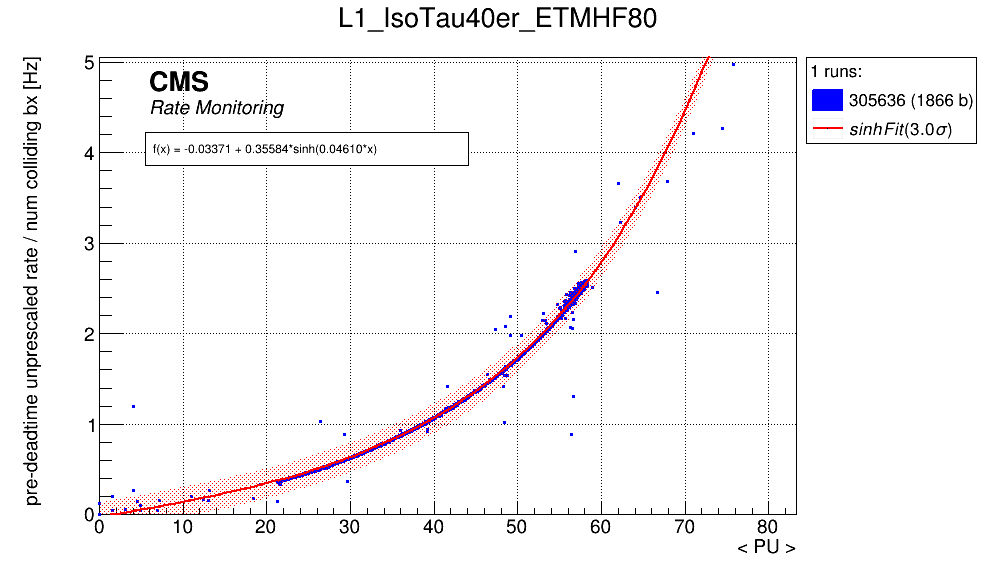 L1_IsoTau40er_ETMHF80
pre-deadtime unprescaled rate / num colliding bx [Hz]
CMS
Rate Monitoring
f(x) = -0.03371 + 0.35584*sinh(0.04610*x)
5
4
3
2
1
0
0 10 20 30 40 50 60 70 80
< PU >
1 runs:
305636 (1866 b)
sinhFit(3.0σ)